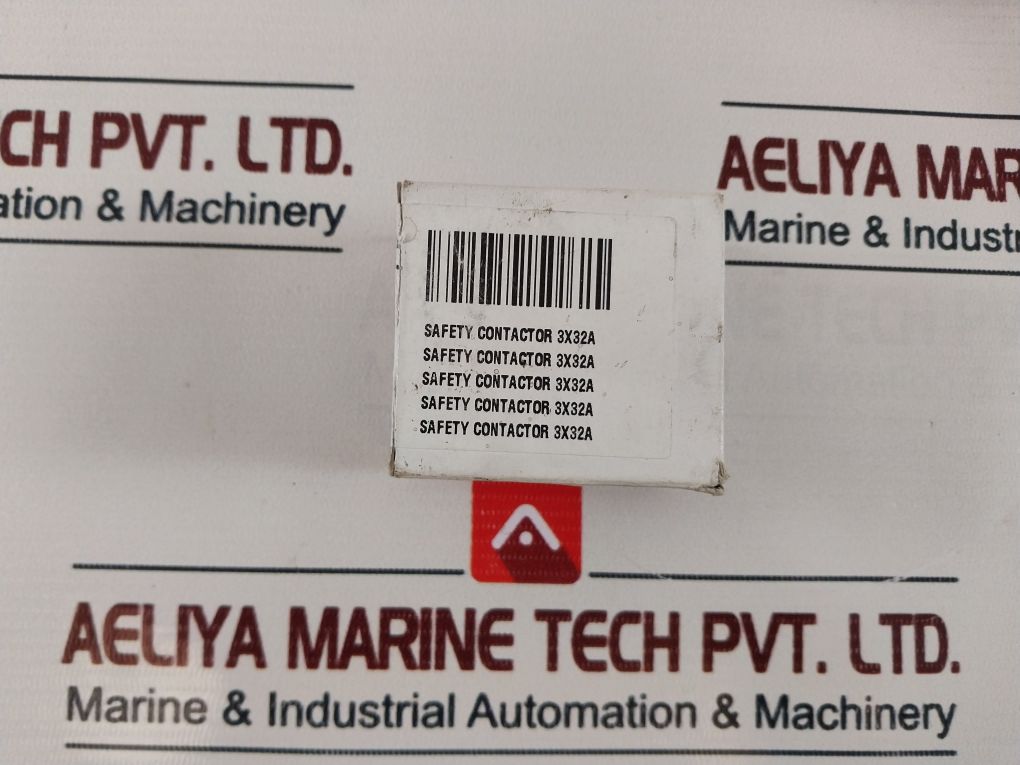 CH PVT. LTD.
ation & Machinery
AELIYA MAR
Marine & Industr
SAFETY CONTACTOR 3X32A
SAFETY CONTACTOR 3X32A
SAFETY CONTACTOR 3X32A
SAFETY CONTACTOR 3X32A
SAFETY CONTACTOR 3X32A
AELIYA MARINE TECH PVT. LTD.
Marine & Industrial Automation & Machinery